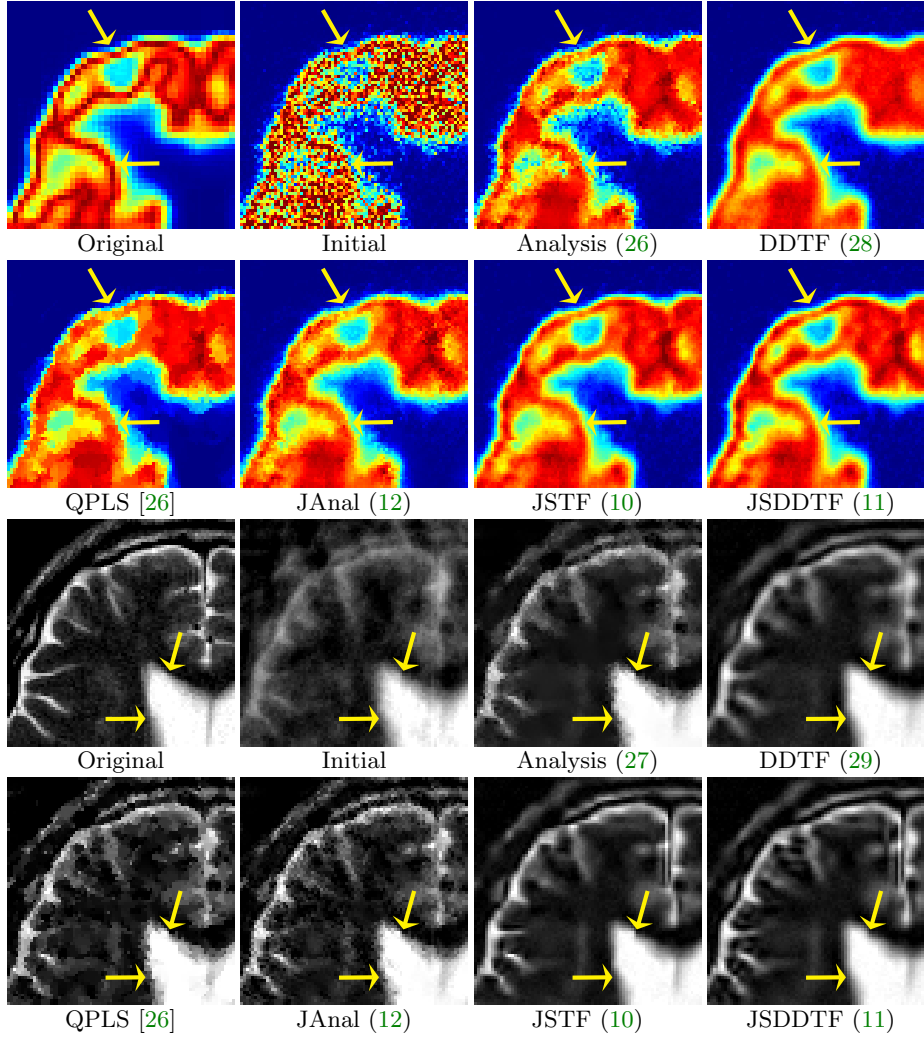 Original Initial Analysis (26) DDTF (28)
QPLS [26] JAnal (12) JSTF (10) JSDDTF (11)
Original Initial Analysis (27) DDTF (29)
QPLS [26] JAnal (12) JSTF (10) JSDDTF (11)